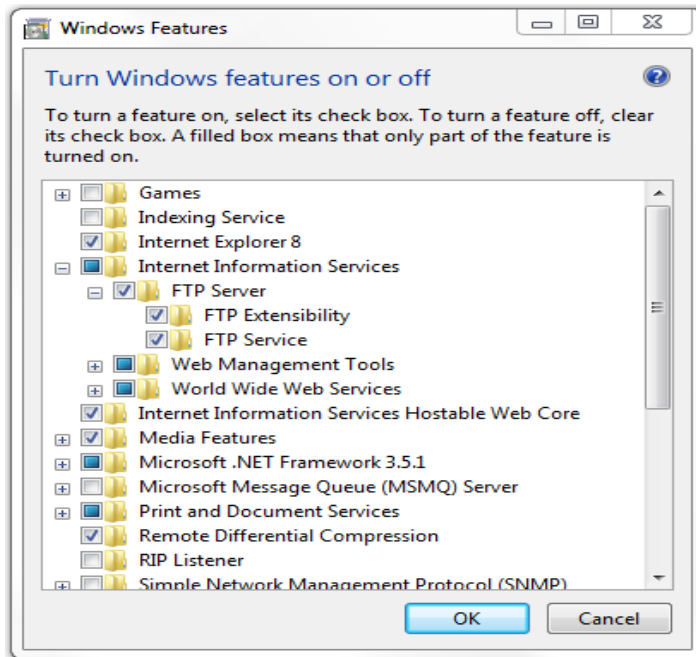 Windows Features
Turn Windows features on or off
To turn a feature on, select its check box. To turn a feature off, clear
its check box. A filled box means that only part of the feature is
turned on.
Games
Indexing Service
Internet Explorer 8
Internet Information Services
FTP Server
FTP Extensibility
FTP Service
Web Management Tools
World Wide Web Services
Internet Information Services Hostable Web Core
Media Features
Microsoft .NET Framework 3.5.1
Microsoft Message Queue (MSMQ) Server
Print and Document Services
Remote Differential Compression
RIP Listener
Simple Network Management Protocol (SNMP)
OK
Cancel